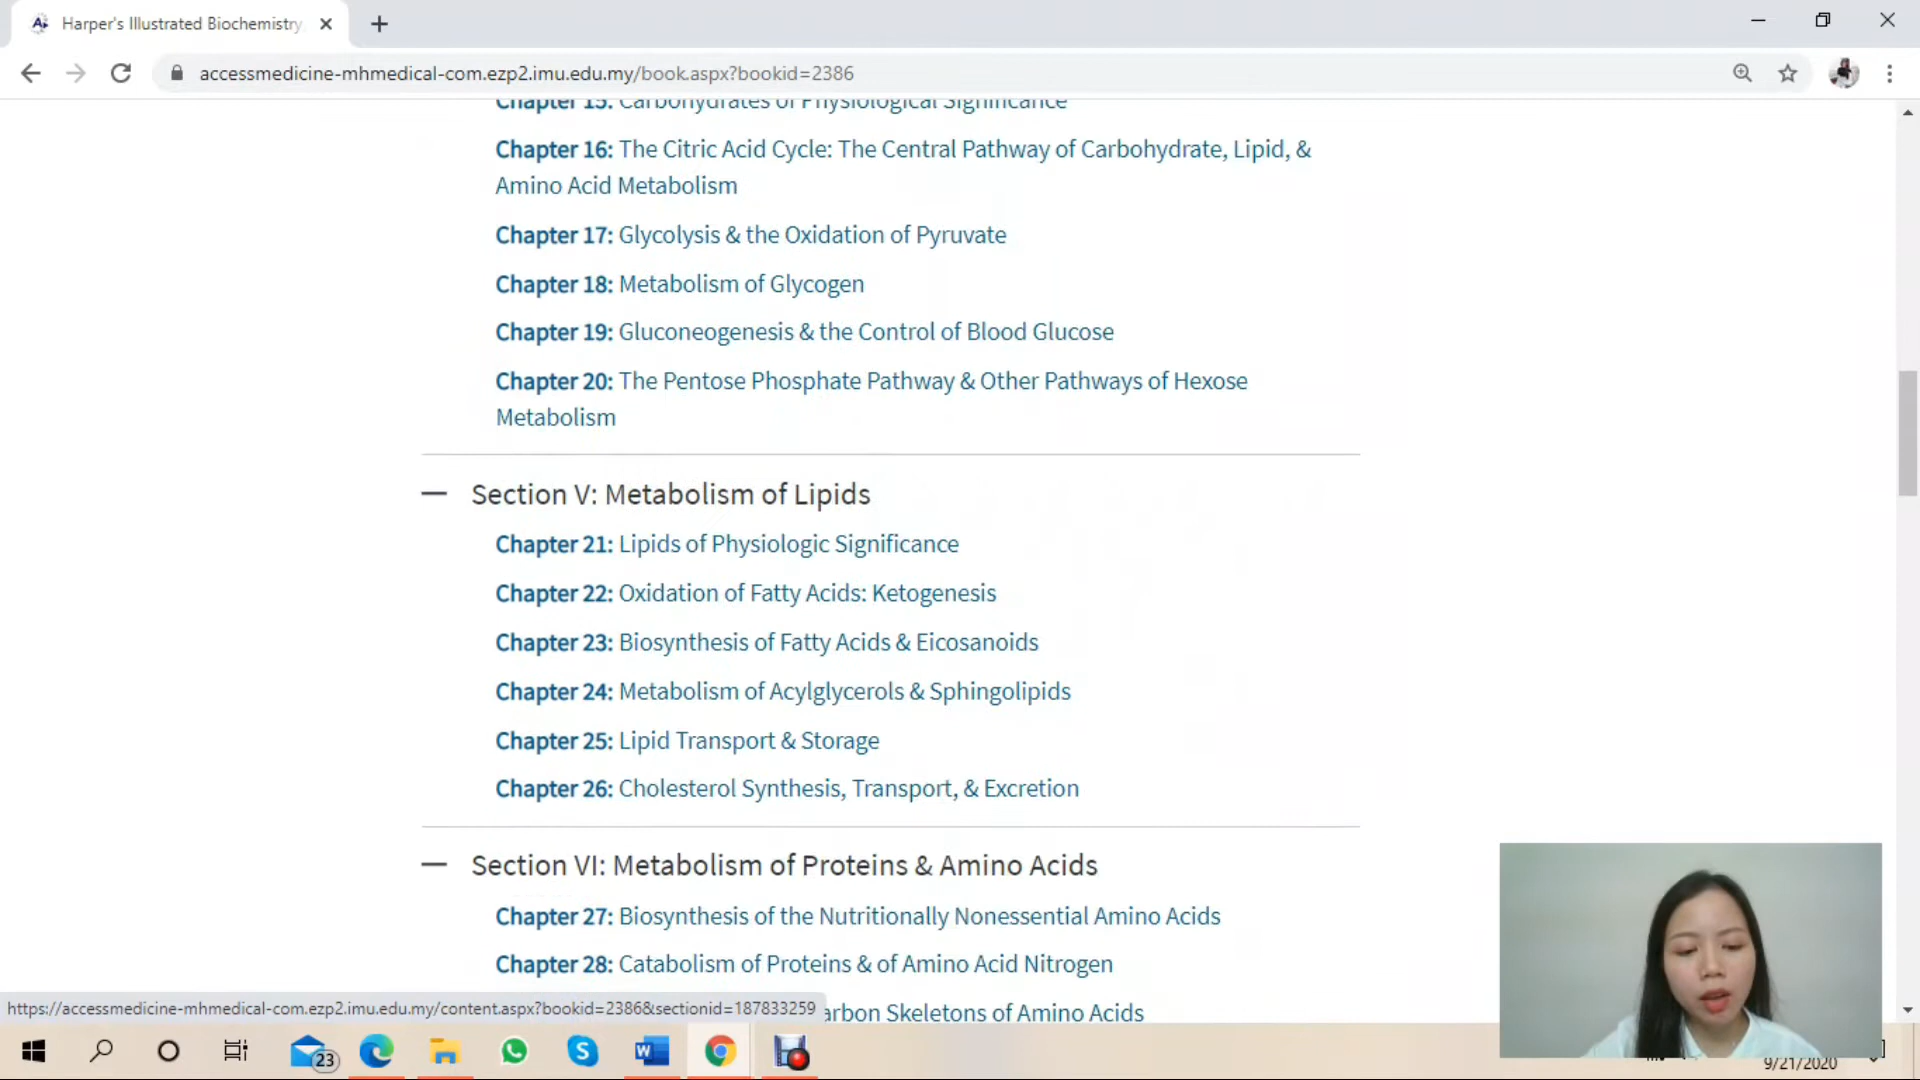 Harper's Illustrated Biochemistry
accessmedicine-mhmedical-com.ezp2.imu.edu.my/book.aspx?bookid=2386
Chapter 15: Carbohydrates of Physiological Significance
Chapter 16: The Citric Acid Cycle: The Central Pathway of Carbohydrate, Lipid, &
Amino Acid Metabolism
Chapter 17: Glycolysis & the Oxidation of Pyruvate
Chapter 18: Metabolism of Glycogen
Chapter 19: Gluconeogenesis & the Control of Blood Glucose
Chapter 20: The Pentose Phosphate Pathway & Other Pathways of Hexose
Metabolism
Section V: Metabolism of Lipids
Chapter 21: Lipids of Physiologic Significance
Chapter 22: Oxidation of Fatty Acids: Ketogenesis
Chapter 23: Biosynthesis of Fatty Acids & Eicosanoids
Chapter 24: Metabolism of Acylglycerols & Sphingolipids
Chapter 25: Lipid Transport & Storage
Chapter 26: Cholesterol Synthesis, Transport, & Excretion
Section VI: Metabolism of Proteins & Amino Acids
Chapter 27: Biosynthesis of the Nutritionally Nonessential Amino Acids
Chapter 28: Catabolism of Proteins & of Amino Acid Nitrogen
arbon Skeletons of Amino Acids
https://accessmedicine-mhmedical-com.ezp2.imu.edu.my/content.aspx?bookid=2386&sectionid=187833259
23
9/21/2020